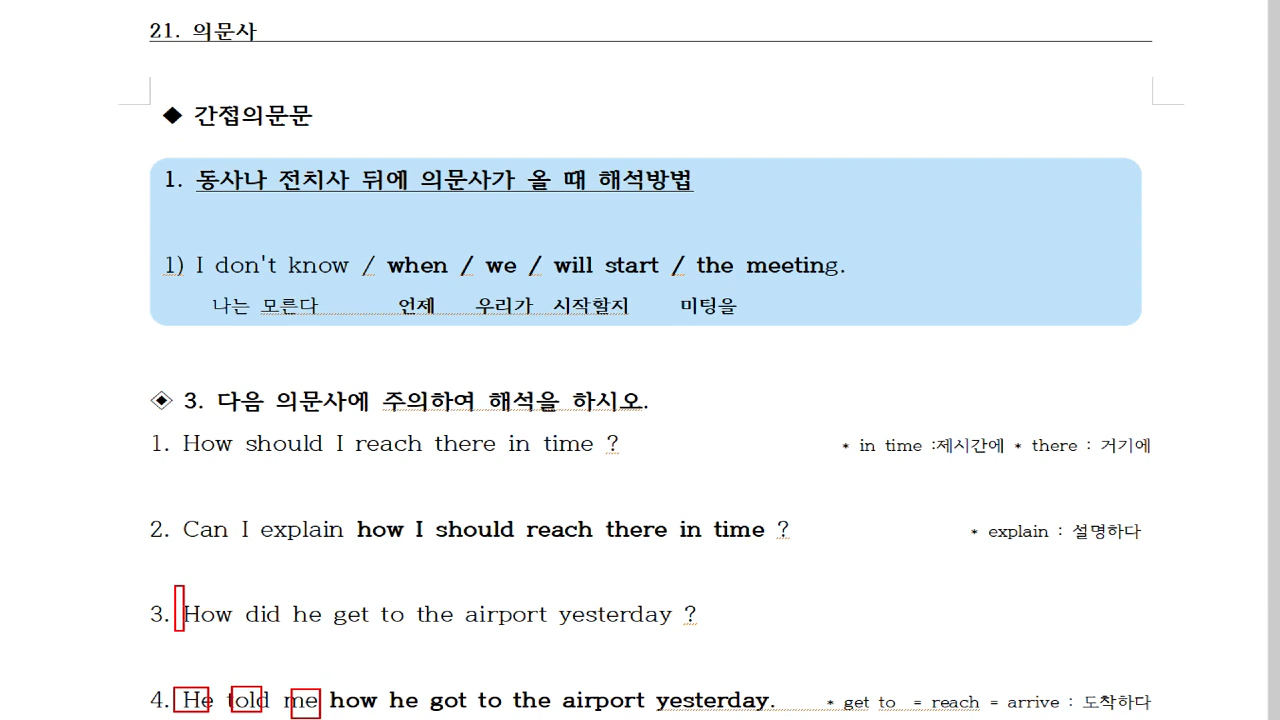 21. 의문사
◆ 간접의문문
1. 동사나 전치사 뒤에 의문사가 올 때 해석방법
1) I don't know / when / we / will start / the meeting.
나는 모른다 언제 우리가 시작할지 미팅을
◈ 3. 다음 의문사에 주의하여 해석을 하시오.
1. How should I reach there in time ? * in time :제시간에 * there : 거기에
2. Can I explain how I should reach there in time ? * explain : 설명하다
3. How did he get to the airport yesterday ?
4. He told me how he got to the airport yesterday. * get to = reach = arrive : 도착하다